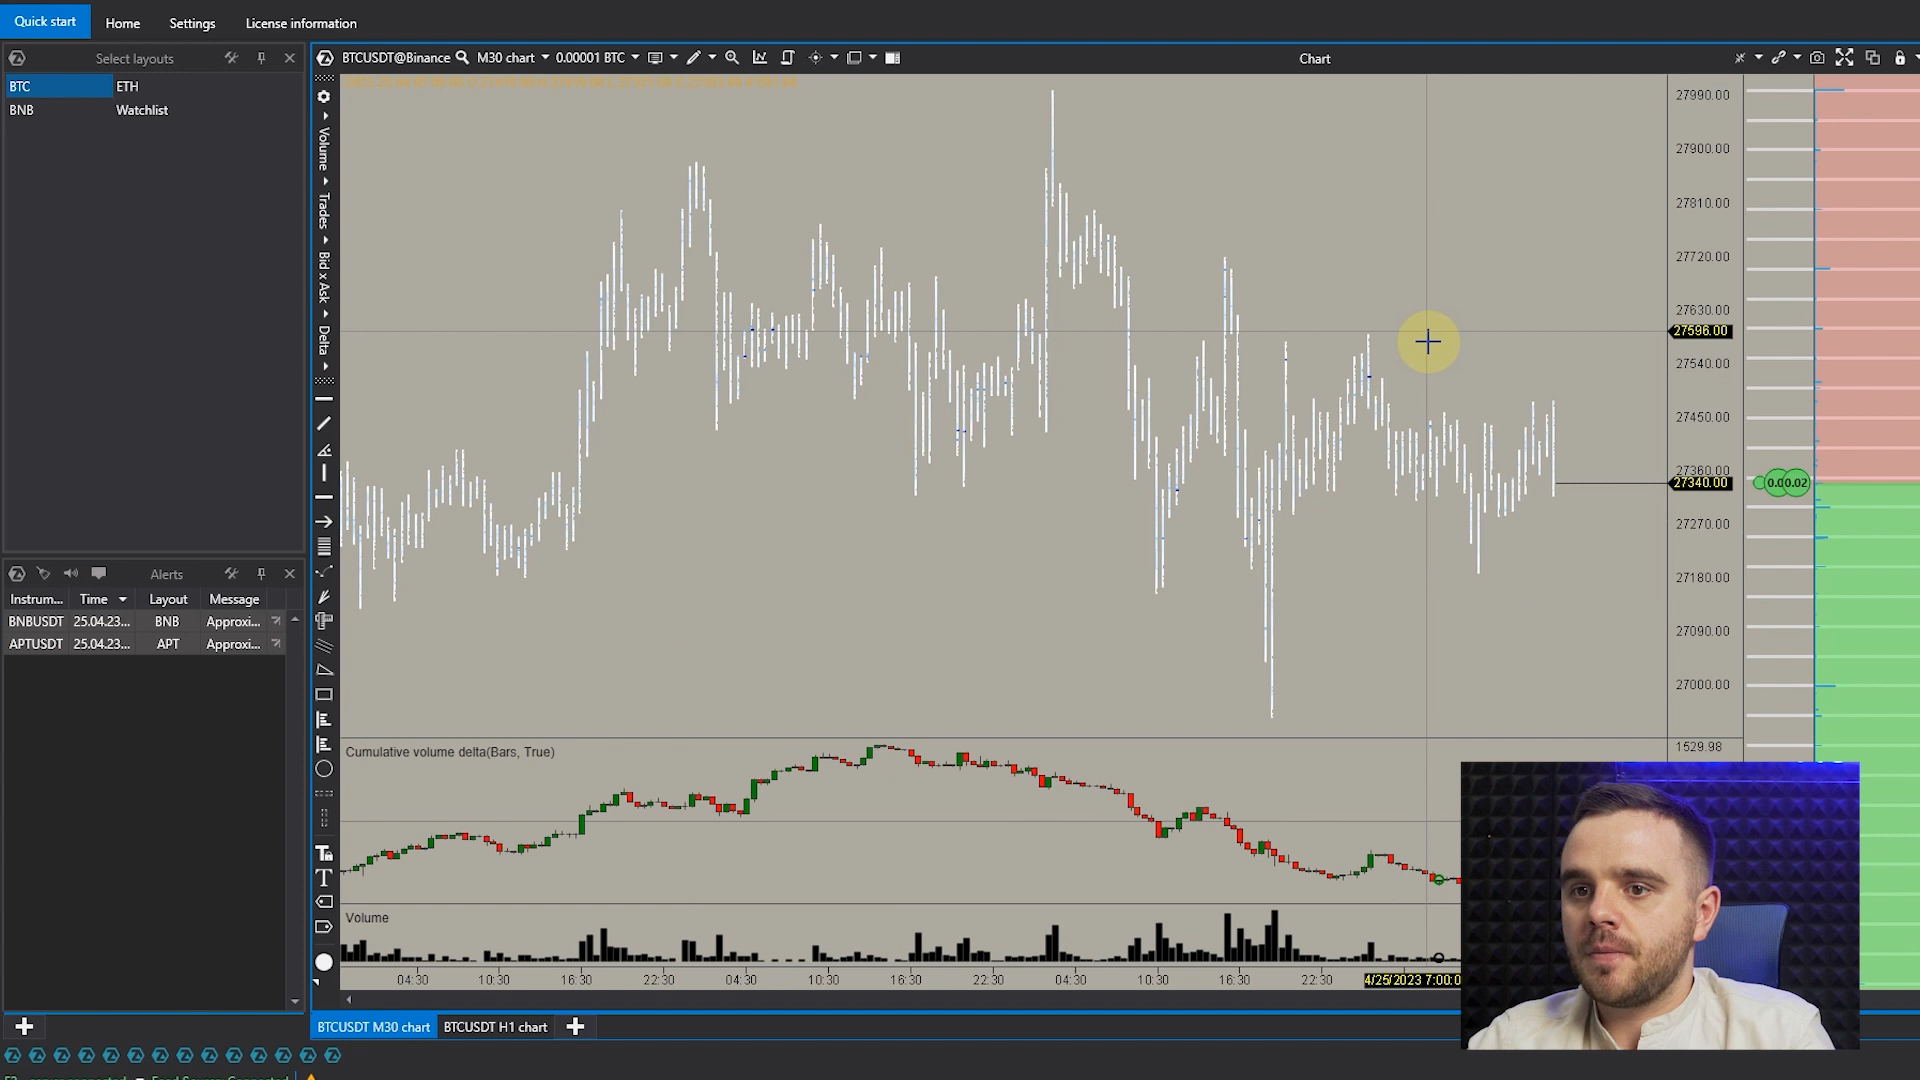 Quick start
Home
Settings
License information
Select layouts
BTC
ETH
BNB
Watchlist
BTCUSDT@Binance
M30 chart
0.00001 BTC
Chart
Volume
Trades
Bid x Ask
Delta
27990.00
27900.00
27810.00
27720.00
27630.00
27596.00
27540.00
27450.00
27360.00
27340.00
27270.00
27180.00
27090.00
27000.00
1529.98
0.02
Alerts
Instrum... Time Layout Message
BNBUSDT 25.04.23... BNB Approxi...
APTUSDT 25.04.23... APT Approxi...
Cumulative volume delta(Bars, True)
Volume
04:30 10:30 16:30 22:30 04:30 10:30 16:30 22:30 04:30 10:30 16:30 22:30 4/25/2023 7:00:0
BTCUSDT M30 chart
BTCUSDT H1 chart